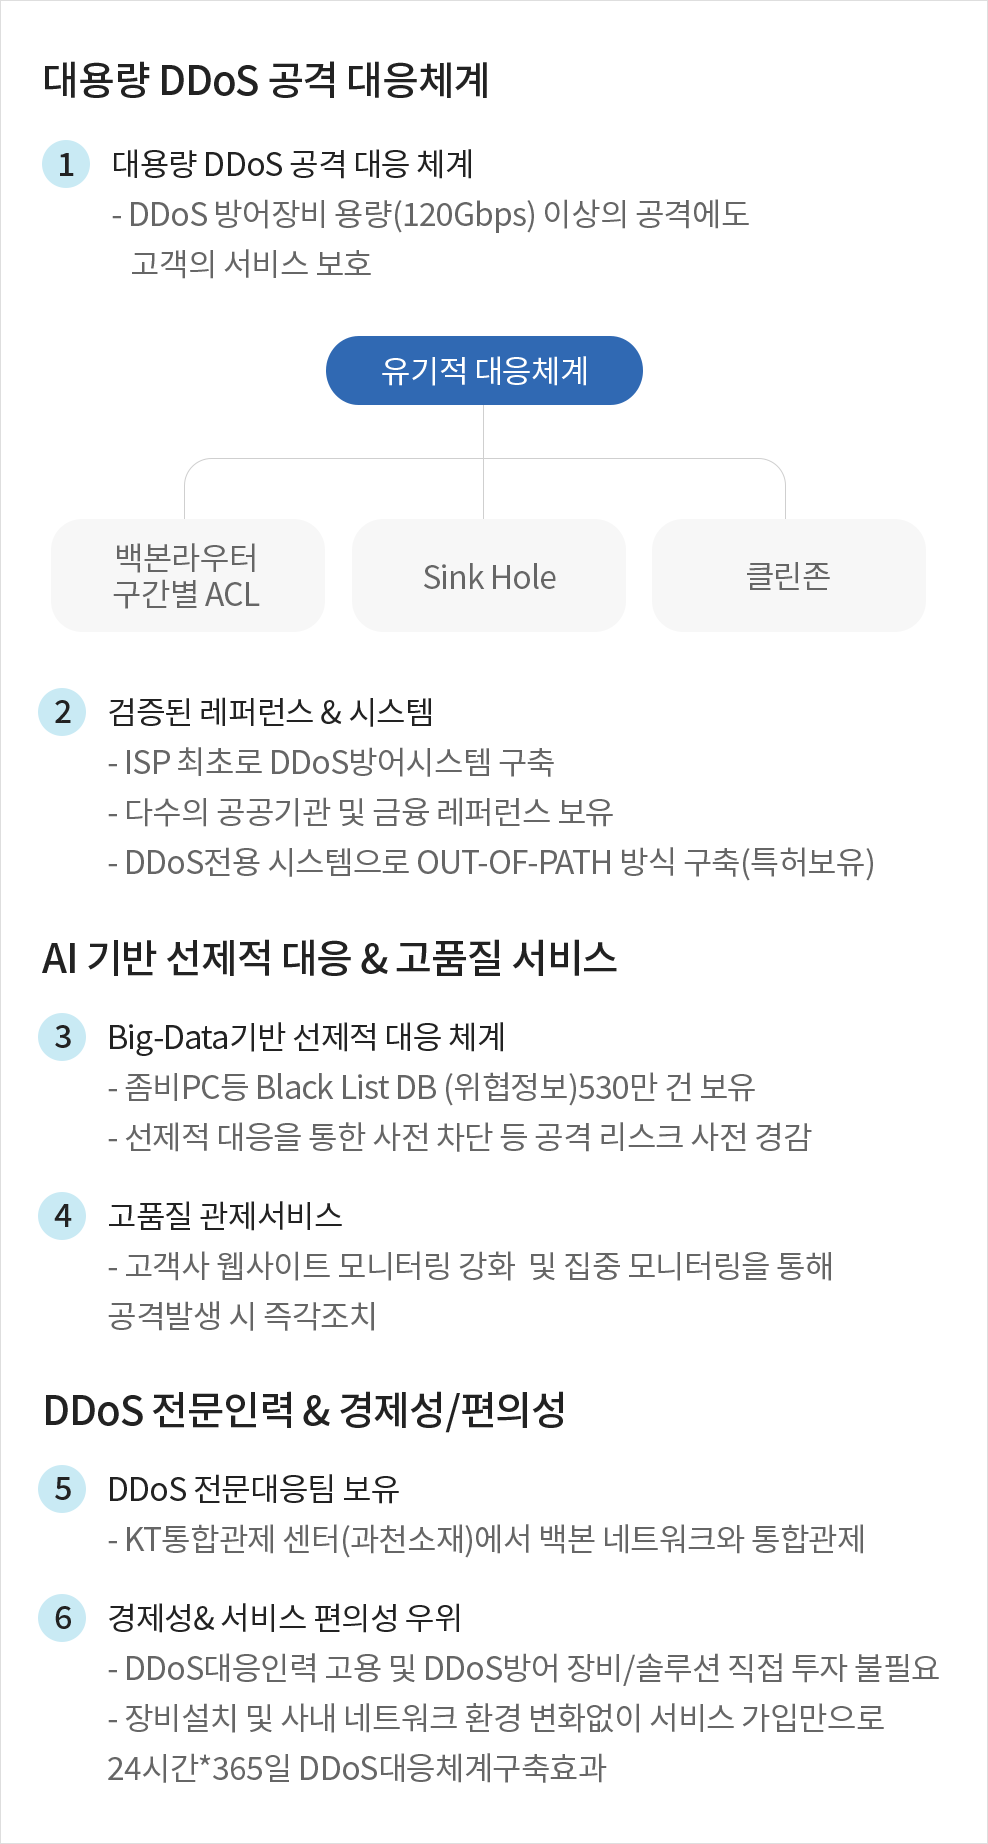 대용량 DDoS 공격 대응체계
1 대용량 DDoS 공격 대응 체계
- DDoS 방어장비 용량(120Gbps) 이상의 공격에도
고객의 서비스 보호
유기적 대응체계
백본라우터
구간별 ACL
Sink Hole
클린존
2 검증된 레퍼런스 & 시스템
- ISP 최초로 DDoS방어시스템 구축
- 다수의 공공기관 및 금융 레퍼런스 보유
- DDoS전용 시스템으로 OUT-OF-PATH 방식 구축(특허보유)
AI 기반 선제적 대응 & 고품질 서비스
3 Big-Data기반 선제적 대응 체계
- 좀비PC등 Black List DB (위협정보)530만 건 보유
- 선제적 대응을 통한 사전 차단 등 공격 리스크 사전 경감
4 고품질 관제서비스
- 고객사 웹사이트 모니터링 강화  및 집중 모니터링을 통해
공격발생 시 즉각조치
DDoS 전문인력 & 경제성/편의성
5 DDoS 전문대응팀 보유
- KT통합관제 센터(과천소재)에서 백본 네트워크와 통합관제
6 경제성& 서비스 편의성 우위
- DDoS대응인력 고용 및 DDoS방어 장비/솔루션 직접 투자 불필요
- 장비설치 및 사내 네트워크 환경 변화없이 서비스 가입만으로
24시간*365일 DDoS대응체계구축효과